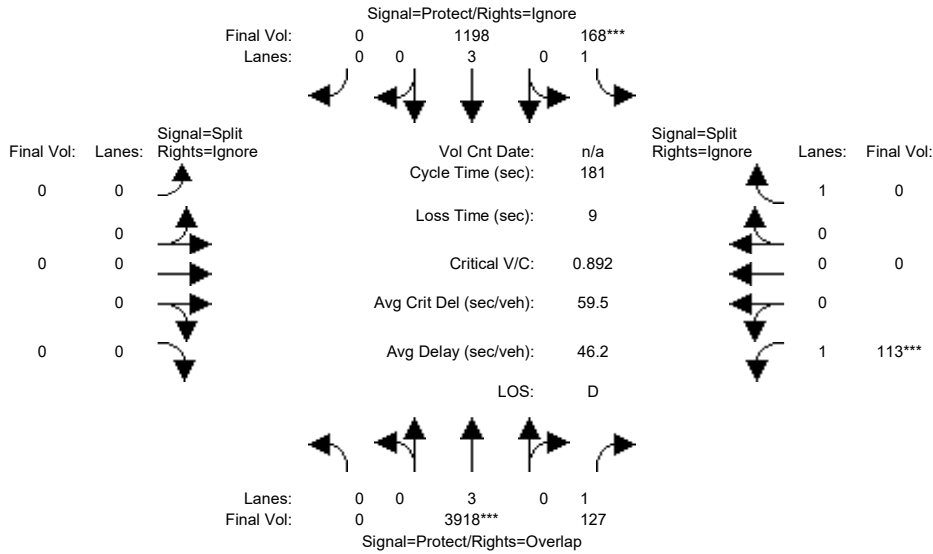 Signal=Protect/Rights=Ignore
Final Vol: 0 1198 168***
Lanes: 0 0 3 0 1
Signal=Split
Final Vol: Lanes: Rights=Ignore
Vol Cnt Date: n/a
Signal=Split
Rights=Ignore Lanes: Final Vol:
Cycle Time (sec): 181
0 0
1 0
Loss Time (sec): 9
0
0
0 0
Critical V/C: 0.892
0 0
0
Avg Crit Del (sec/veh): 59.5
0
0 0
Avg Delay (sec/veh): 46.2
1 113***
LOS: D
Lanes: 0 0 3 0 1
Final Vol: 0 3918*** 127
Signal=Protect/Rights=Overlap